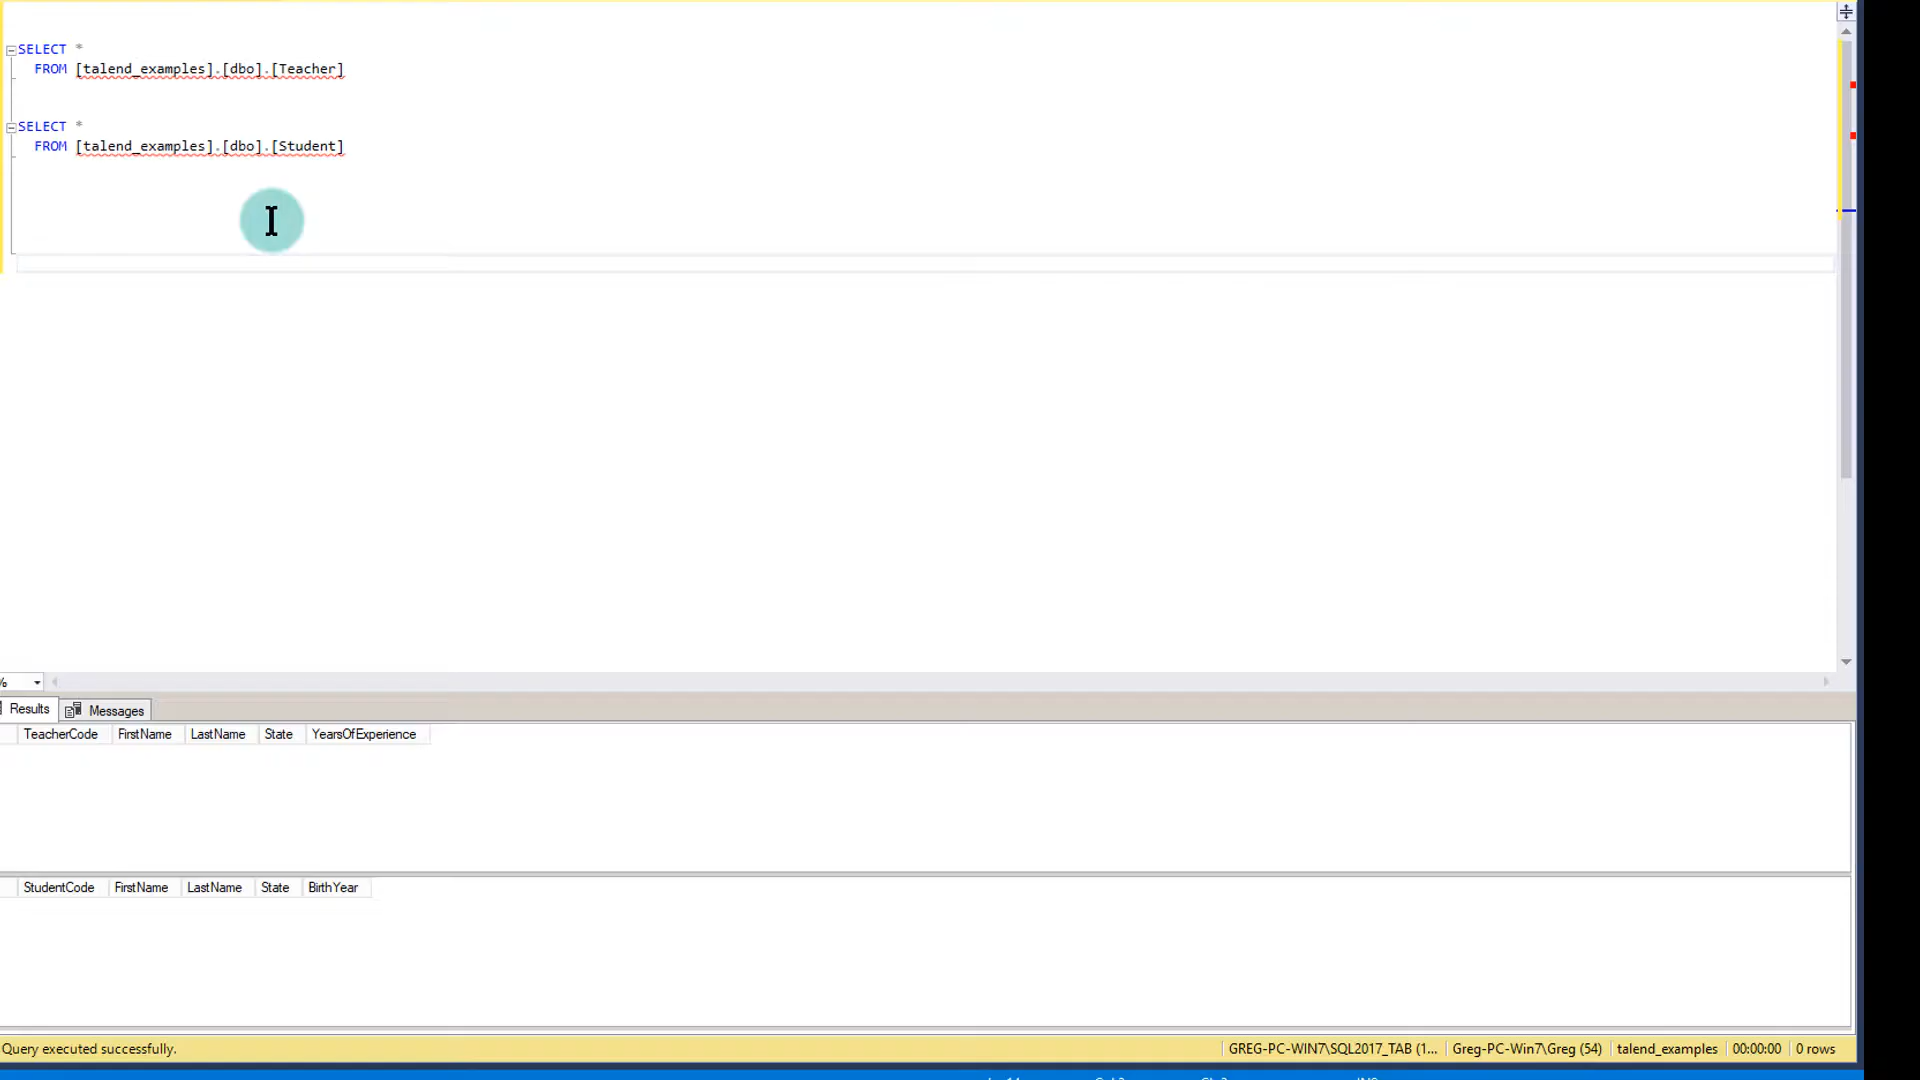 SELECT *
FROM [talend_examples].[dbo].[Teacher]
SELECT *
FROM [talend_examples].[dbo].[Student]
%
Results Messages
TeacherCode FirstName LastName State YearsOfExperience
StudentCode FirstName LastName State BirthYear
Query executed successfully. GREG-PC-WIN7\SQL2017_TAB (1... Greg-PC-Win7\Greg (54) talend_examples 00:00:00 0 rows